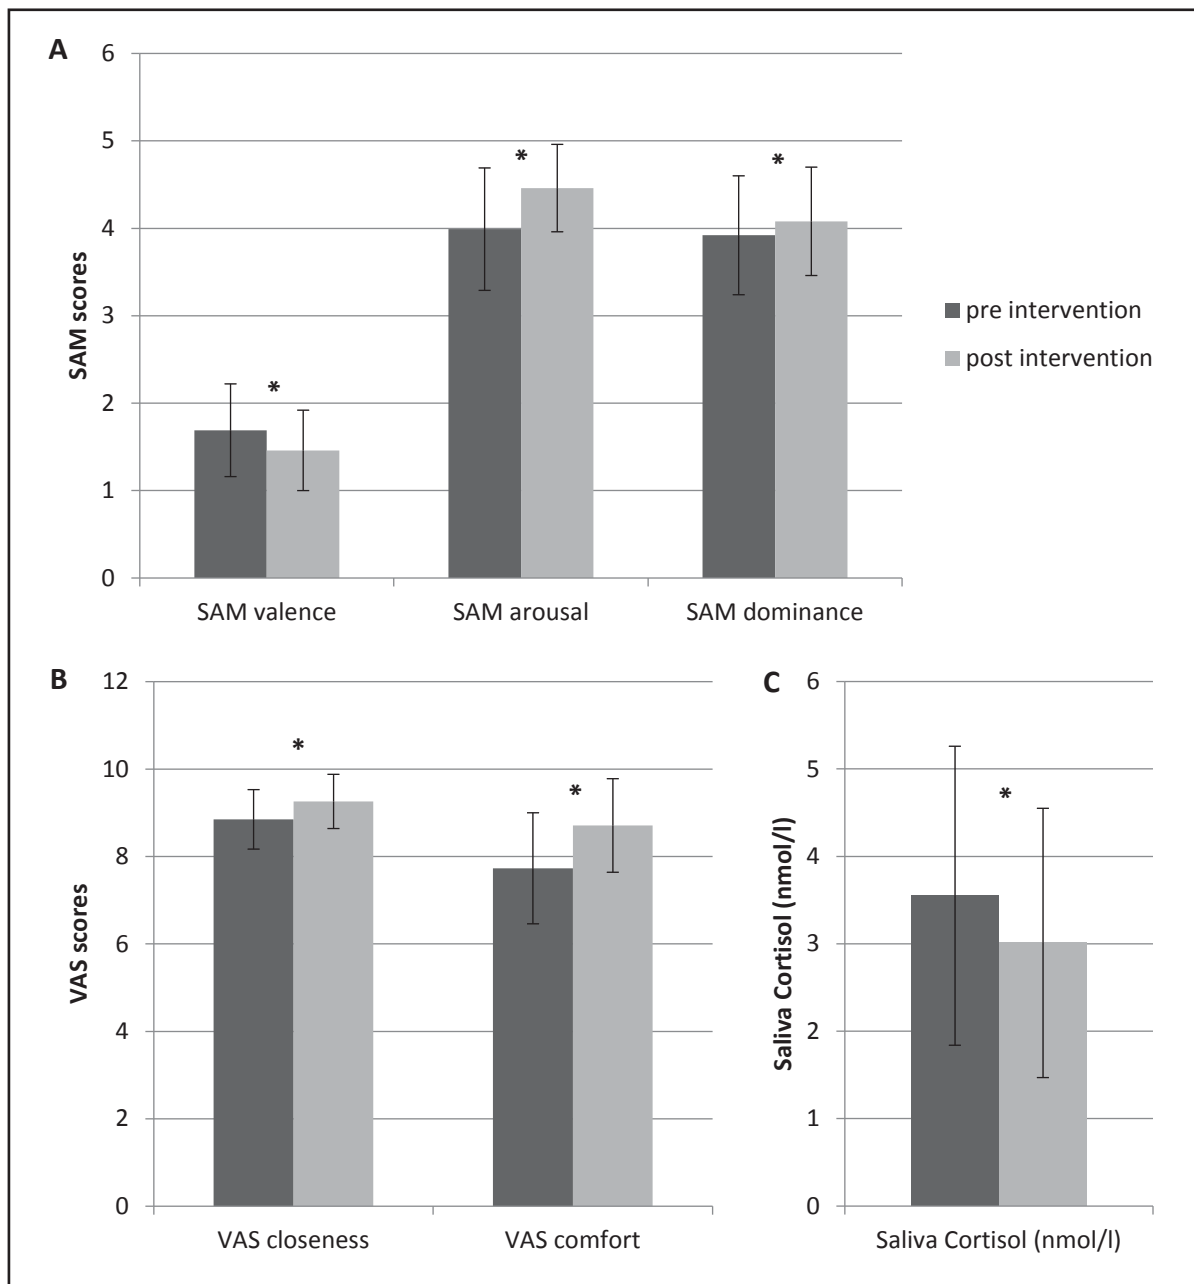 A
6
5
4
3
2
1
0
SAM scores
*
*
*
SAM valence
SAM arousal
SAM dominance
pre intervention
post intervention
B
12
10
8
6
4
2
0
VAS scores
*
*
VAS closeness
VAS comfort
C
6
5
4
3
2
1
0
Saliva Cortisol (nmol/l)
*
Saliva Cortisol (nmol/l)